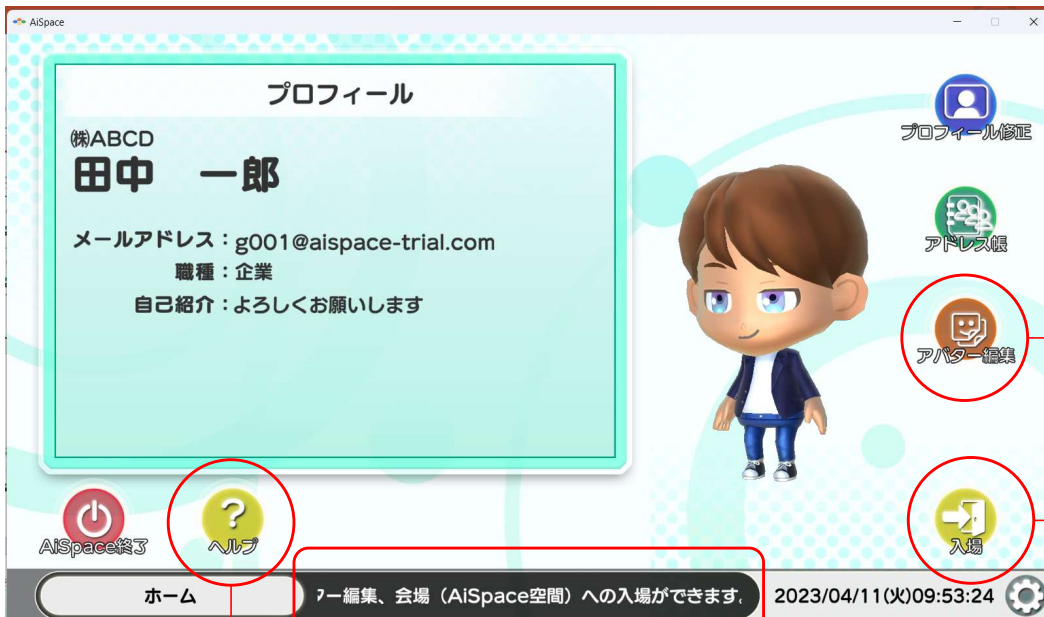 AiSpace
プロフィール
㈱ABCD
田中　一郎
メールアドレス：g001@aispace-trial.com
職種：企業
自己紹介：よろしくお願いします
プロフィール修正
アドレス帳
アバター編集
AiSpace終了
ヘルプ
入場
ホーム
ター編集、会場（AiSpace空間）への入場ができます。
2023/04/11(火)09:53:24